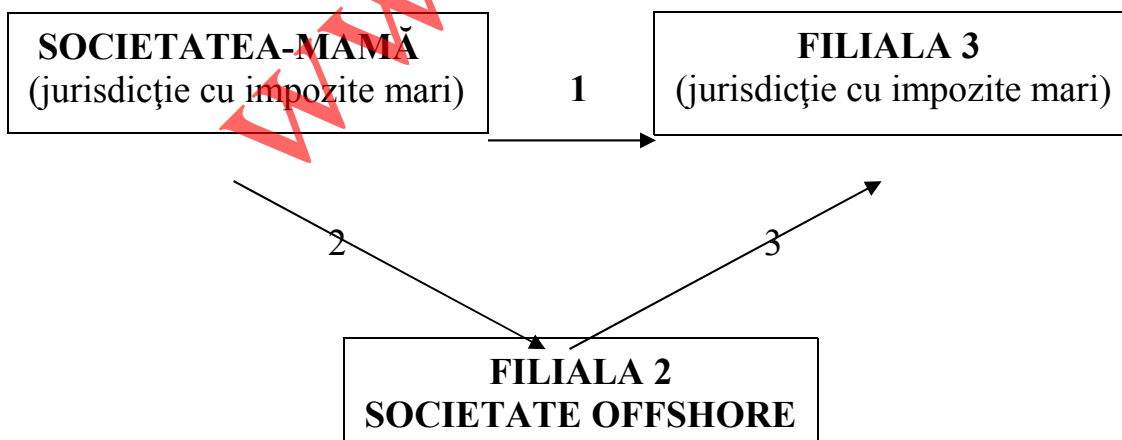 SOCIETATEA-MAMĂ
(jurisdicţie cu impozite mari)
1
FILIALA 3
(jurisdicţie cu impozite mari)
2
3
FILIALA 2
SOCIETATE OFFSHORE
WW